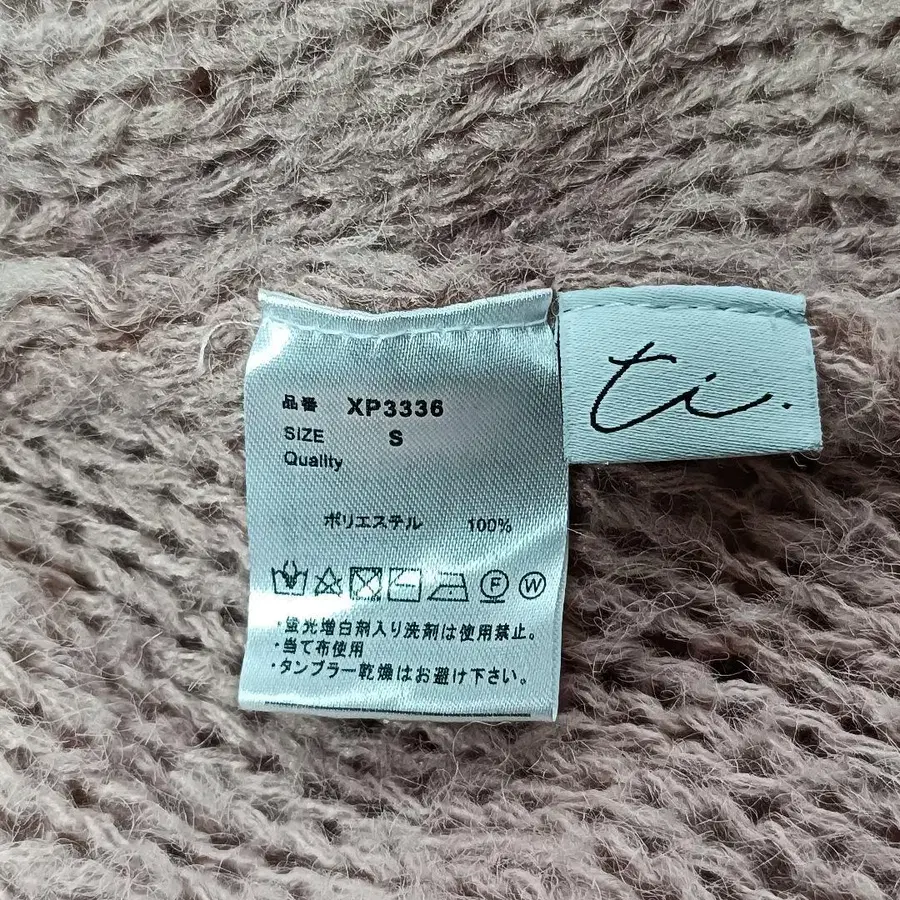 品番 XP3336
SIZE S
Quality
ポリエステル 100%
W
・蛍光増白剤入り洗剤は使用禁止。
・当て布使用
・タンブラー乾燥はお避け下さい。
ti.